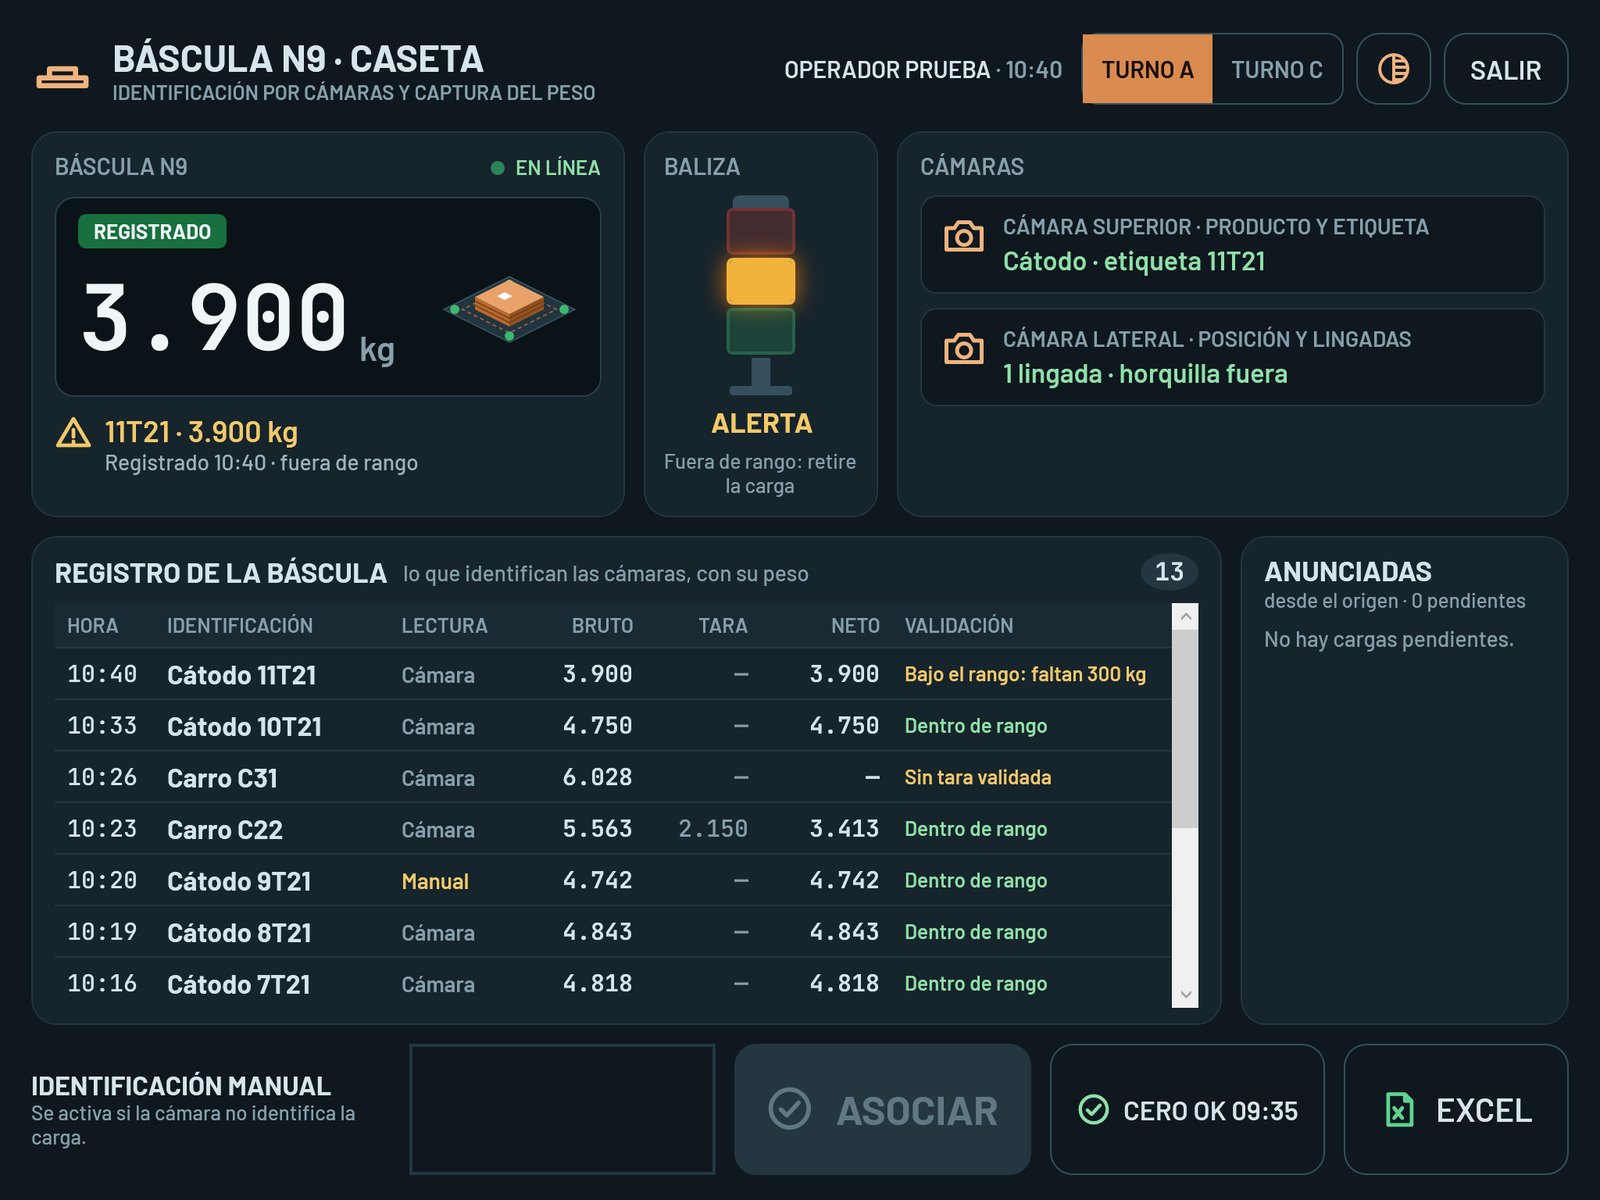 BÁSCULA N9 · CASETA
IDENTIFICACIÓN POR CÁMARAS Y CAPTURA DEL PESO
OPERADOR PRUEBA · 10:40
TURNO A
TURNO C
SALIR
BÁSCULA N9
EN LÍNEA
REGISTRADO
3.900 kg
11T21 · 3.900 kg
Registrado 10:40 · fuera de rango
BALIZA
ALERTA
Fuera de rango: retire
la carga
CÁMARAS
CÁMARA SUPERIOR · PRODUCTO Y ETIQUETA
Cátodo · etiqueta 11T21
CÁMARA LATERAL · POSICIÓN Y LINGADAS
1 lingada · horquilla fuera
REGISTRO DE LA BÁSCULA lo que identifican las cámaras, con su peso 13
HORA IDENTIFICACIÓN LECTURA BRUTO TARA NETO VALIDACIÓN
10:40 Cátodo 11T21 Cámara 3.900 — 3.900 Bajo el rango: faltan 300 kg
10:33 Cátodo 10T21 Cámara 4.750 — 4.750 Dentro de rango
10:26 Carro C31 Cámara 6.028 — — Sin tara validada
10:23 Carro C22 Cámara 5.563 2.150 3.413 Dentro de rango
10:20 Cátodo 9T21 Manual 4.742 — 4.742 Dentro de rango
10:19 Cátodo 8T21 Cámara 4.843 — 4.843 Dentro de rango
10:16 Cátodo 7T21 Cámara 4.818 — 4.818 Dentro de rango
ANUNCIADAS
desde el origen · 0 pendientes
No hay cargas pendientes.
IDENTIFICACIÓN MANUAL
Se activa si la cámara no identifica la
carga.
ASOCIAR
CERO OK 09:35
EXCEL